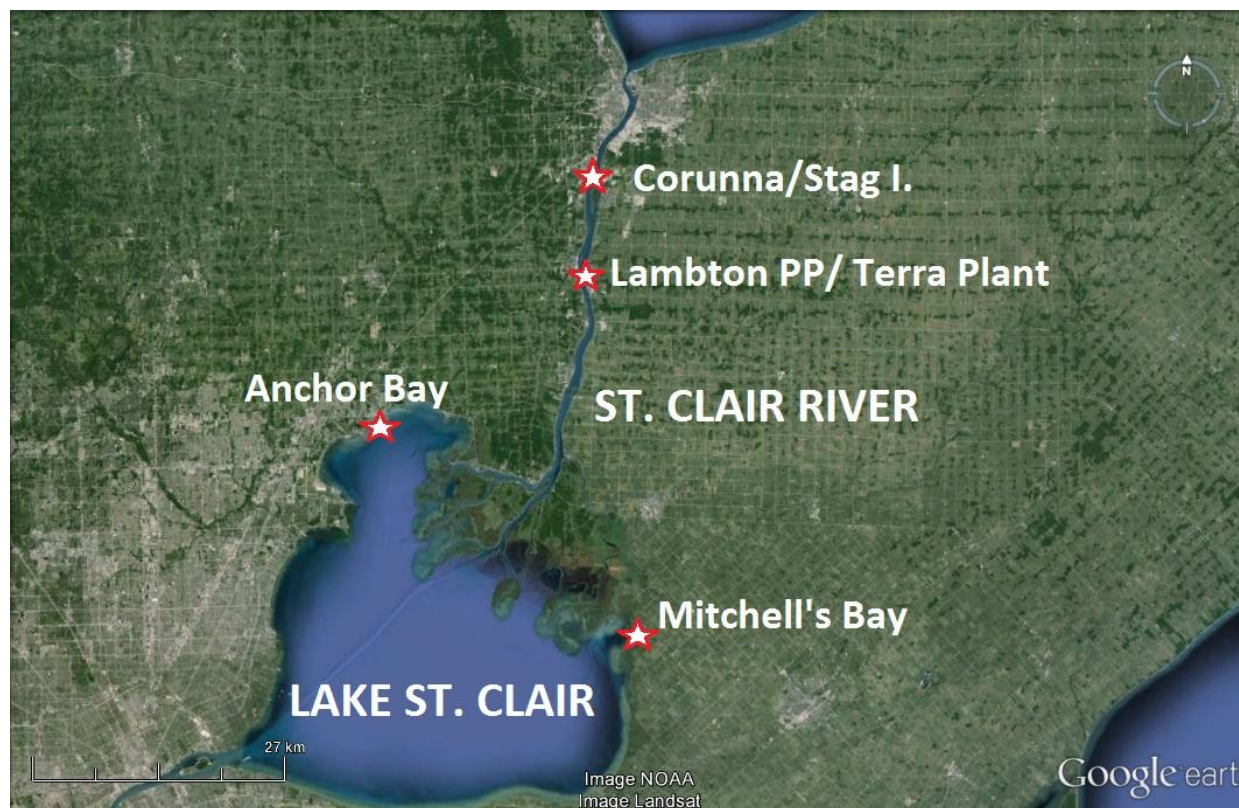 N
Corunna/Stag I.
Lambton PP/ Terra Plant
Anchor Bay
ST. CLAIR RIVER
Mitchell's Bay
LAKE ST. CLAIR
27 km
Image NOAA
Image Landsat
Google eart